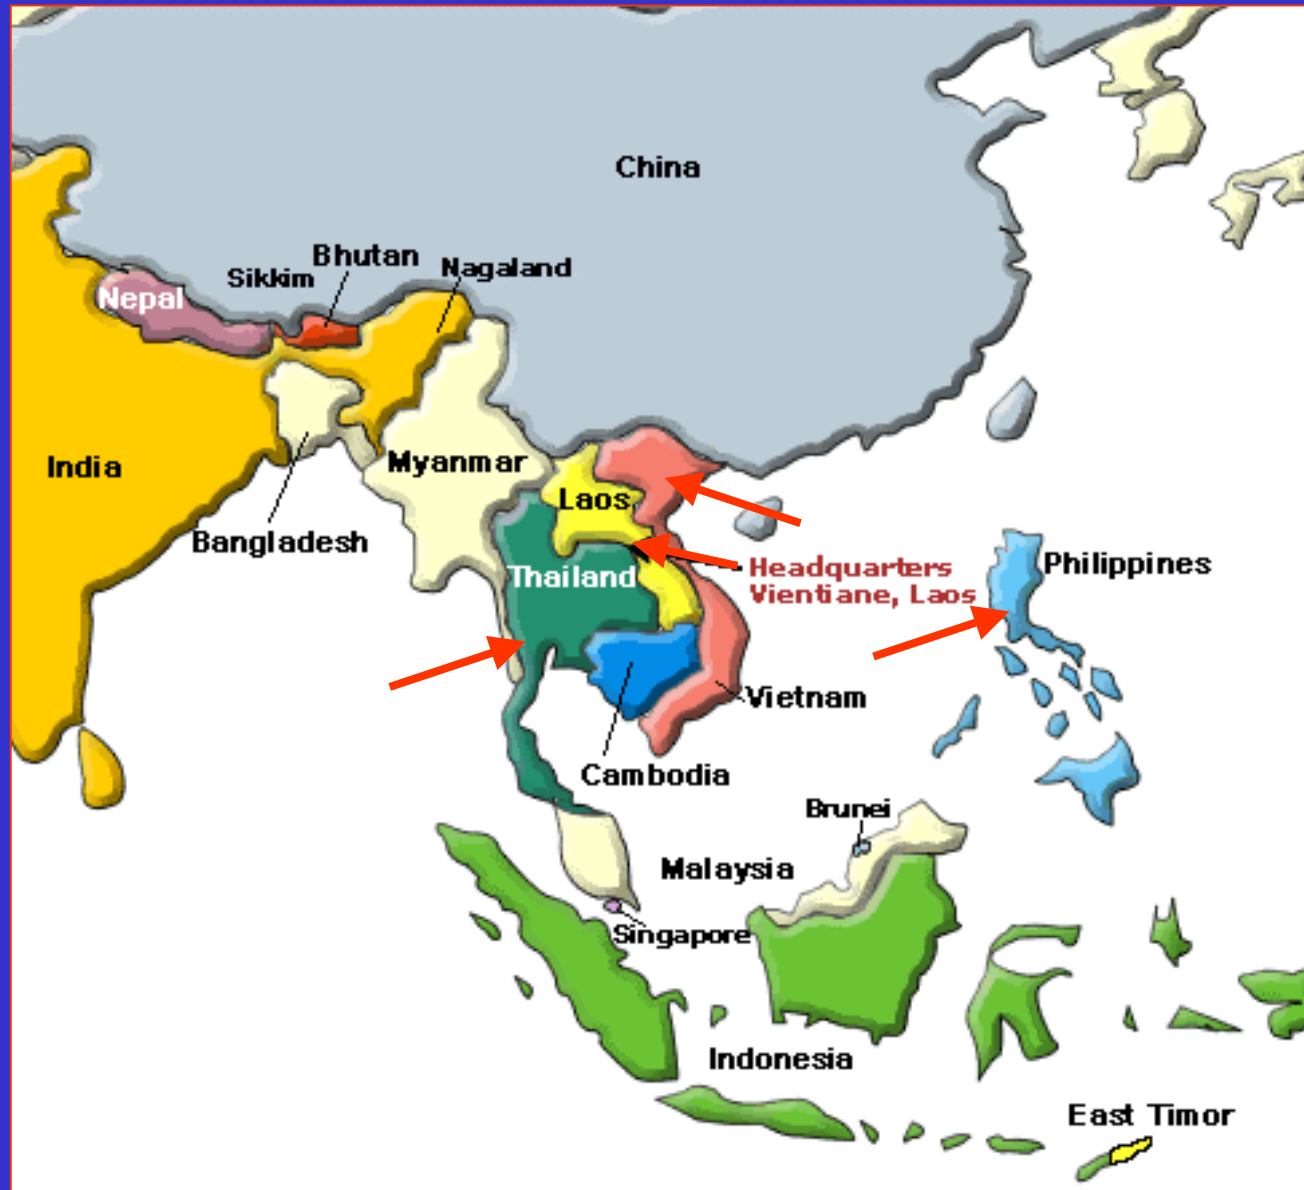 China
Bhutan
Sikkim
Nagaland
Nepal
India
Myanmar
Laos
Bangladesh
Thailand
Headquarters
Vientiane, Laos
Philippines
Vietnam
Cambodia
Brunei
Malaysia
Singapore
Indonesia
East Timor